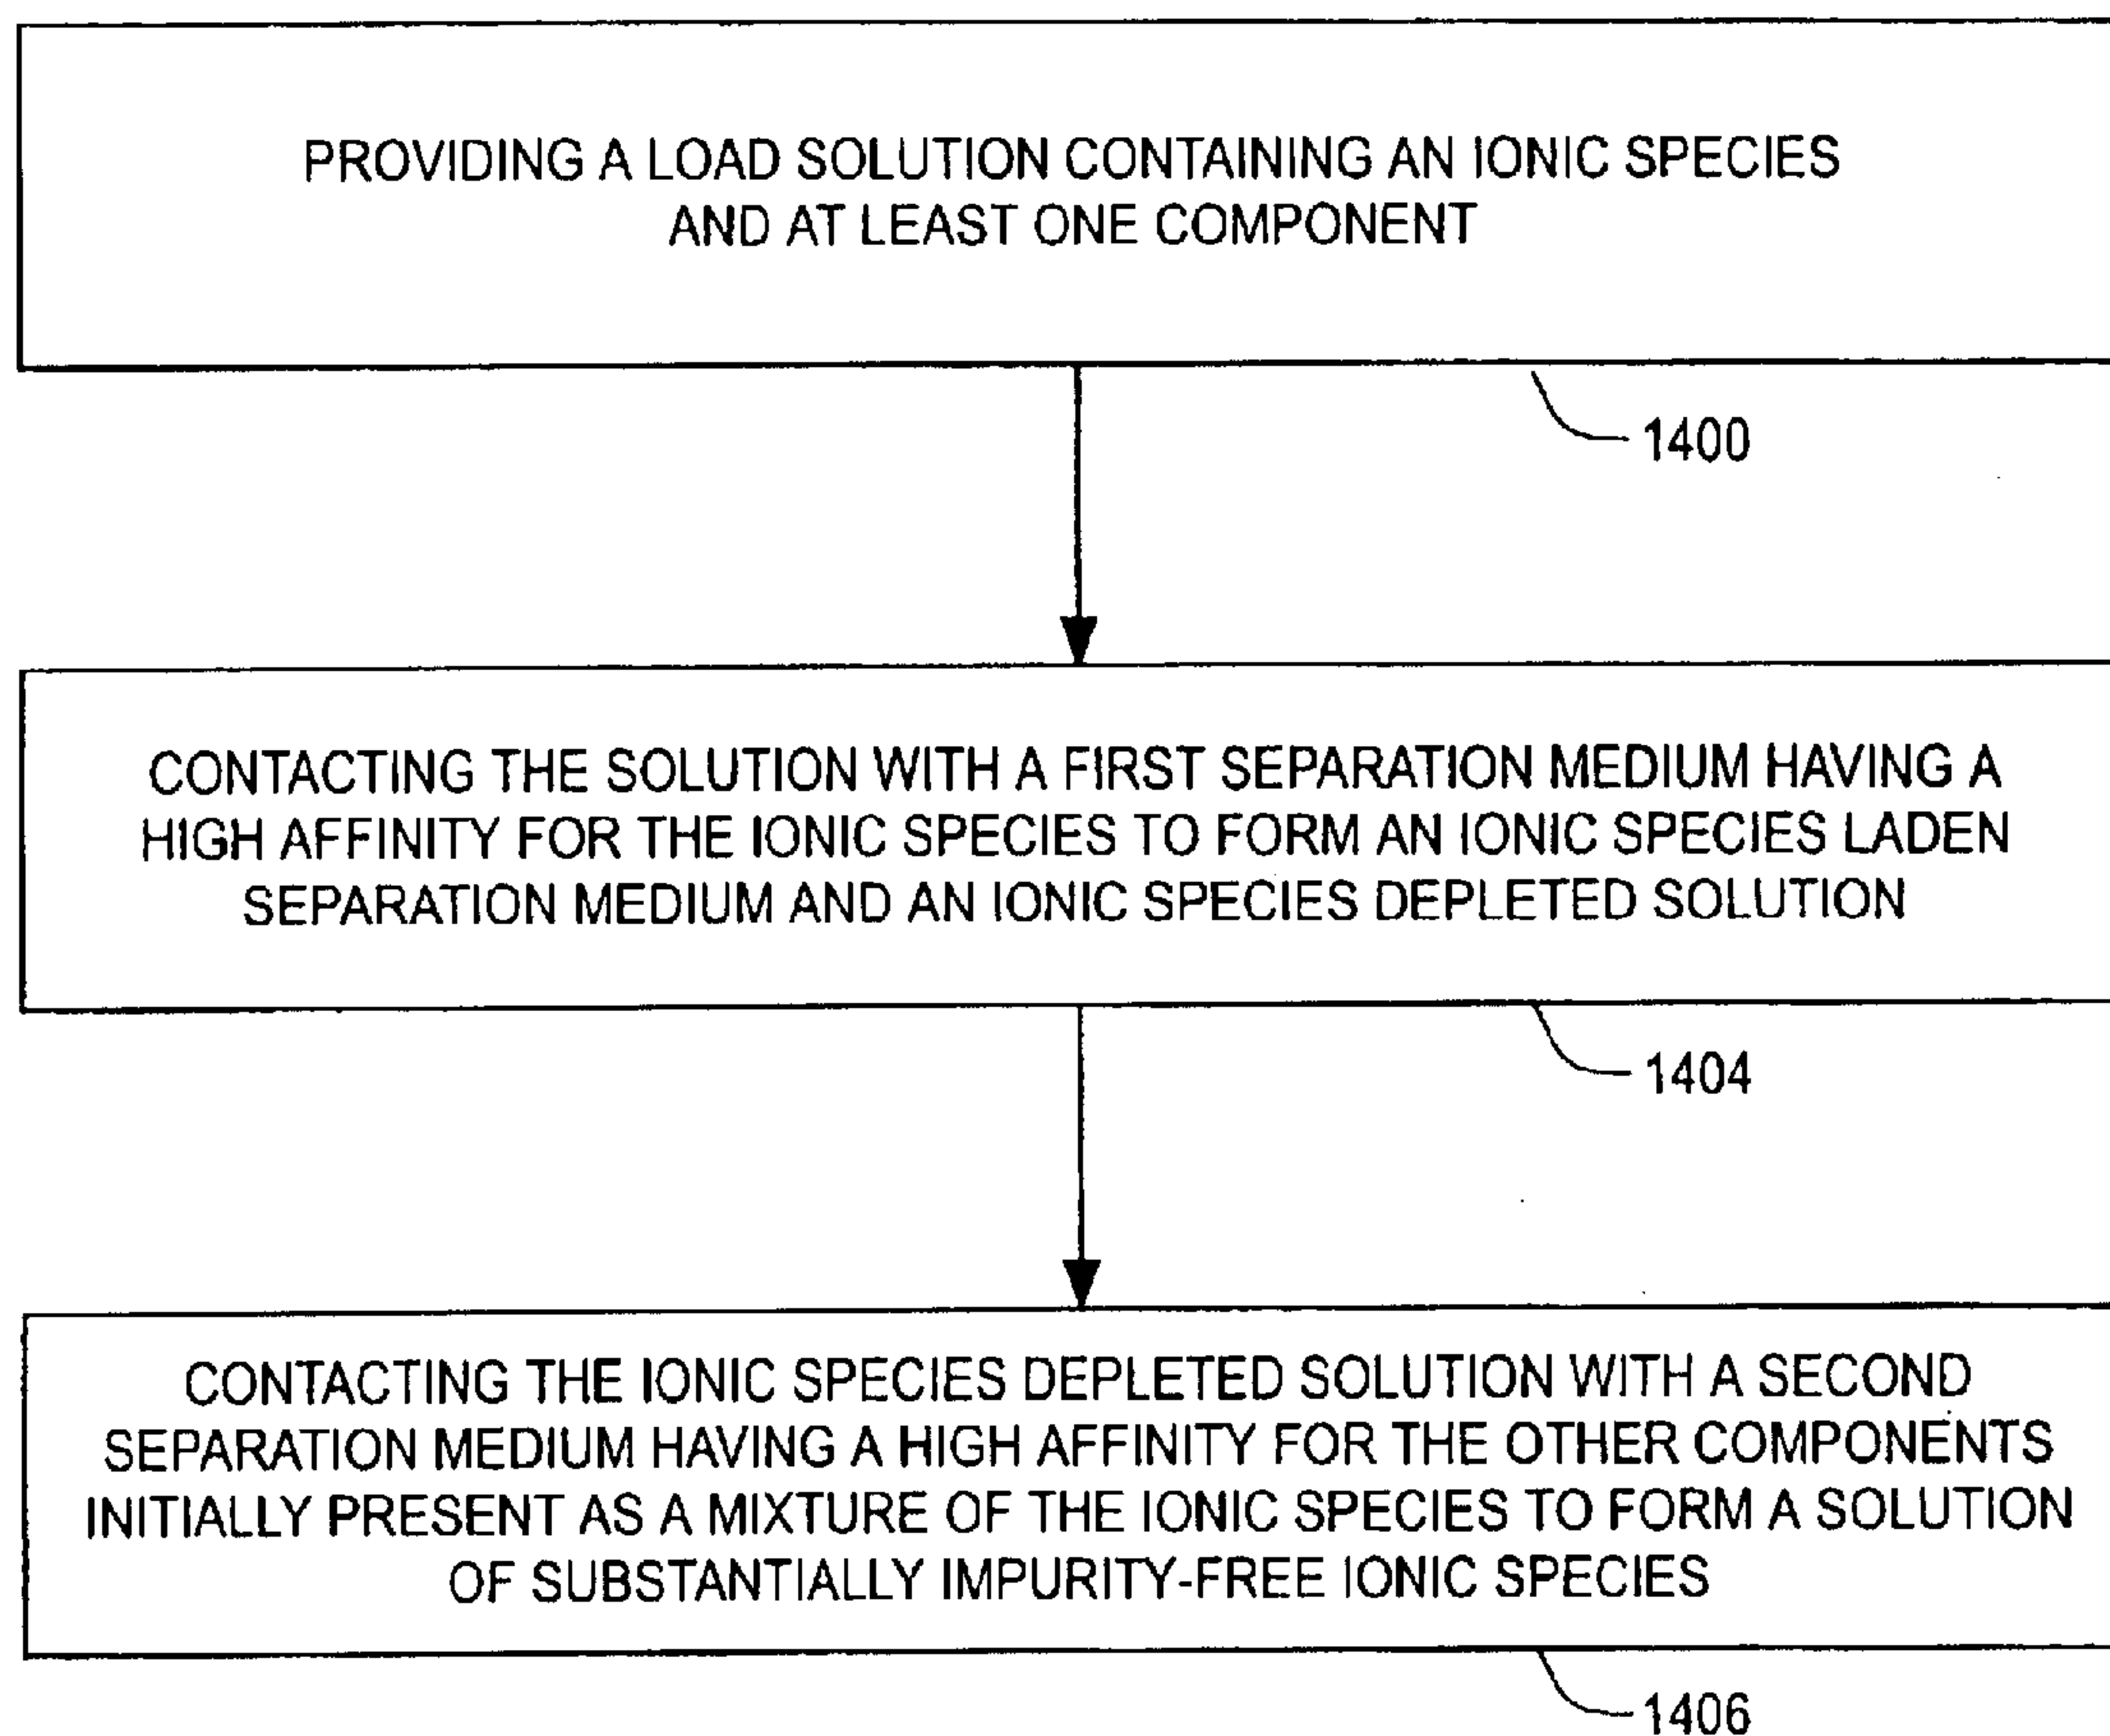 PROVIDING A LOAD SOLUTION CONTAINING AN IONIC SPECIES
AND AT LEAST ONE COMPONENT
1400
CONTACTING THE SOLUTION WITH A FIRST SEPARATION MEDIUM HAVING A
HIGH AFFINITY FOR THE IONIC SPECIES TO FORM AN IONIC SPECIES LADEN
SEPARATION MEDIUM AND AN IONIC SPECIES DEPLETED SOLUTION
1404
CONTACTING THE IONIC SPECIES DEPLETED SOLUTION WITH A SECOND
SEPARATION MEDIUM HAVING A HIGH AFFINITY FOR THE OTHER COMPONENTS
INITIALLY PRESENT AS A MIXTURE OF THE IONIC SPECIES TO FORM A SOLUTION
OF SUBSTANTIALLY IMPURITY-FREE IONIC SPECIES
1406